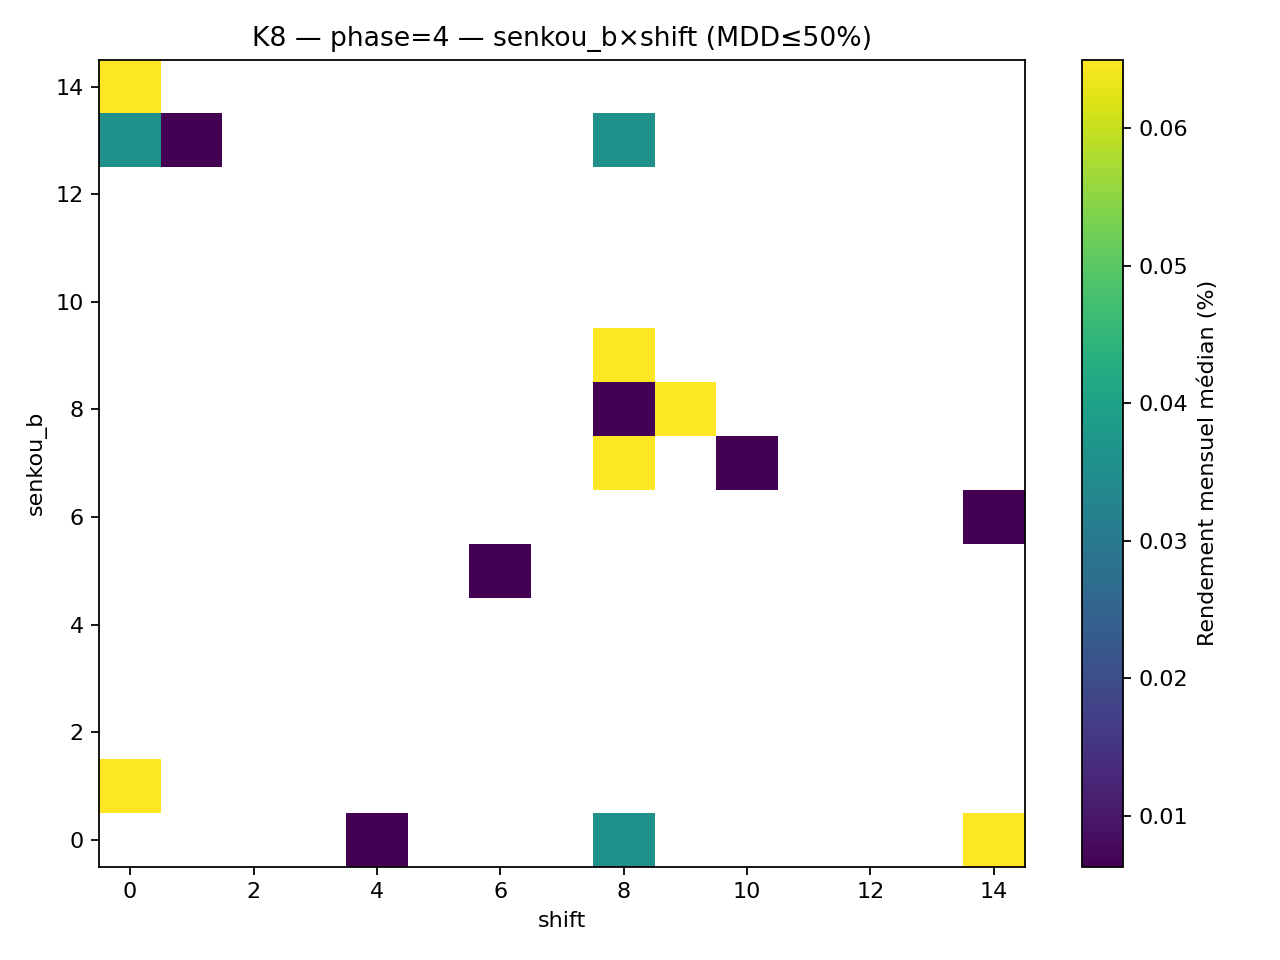 K8 — phase=4 — senkou_b×shift (MDD≤50%)
14
12
10
8
6
4
2
0
senkou_b
0 2 4 6 8 10 12 14
shift
0.06
0.05
0.04
0.03
0.02
0.01
Rendement mensuel médian (%)